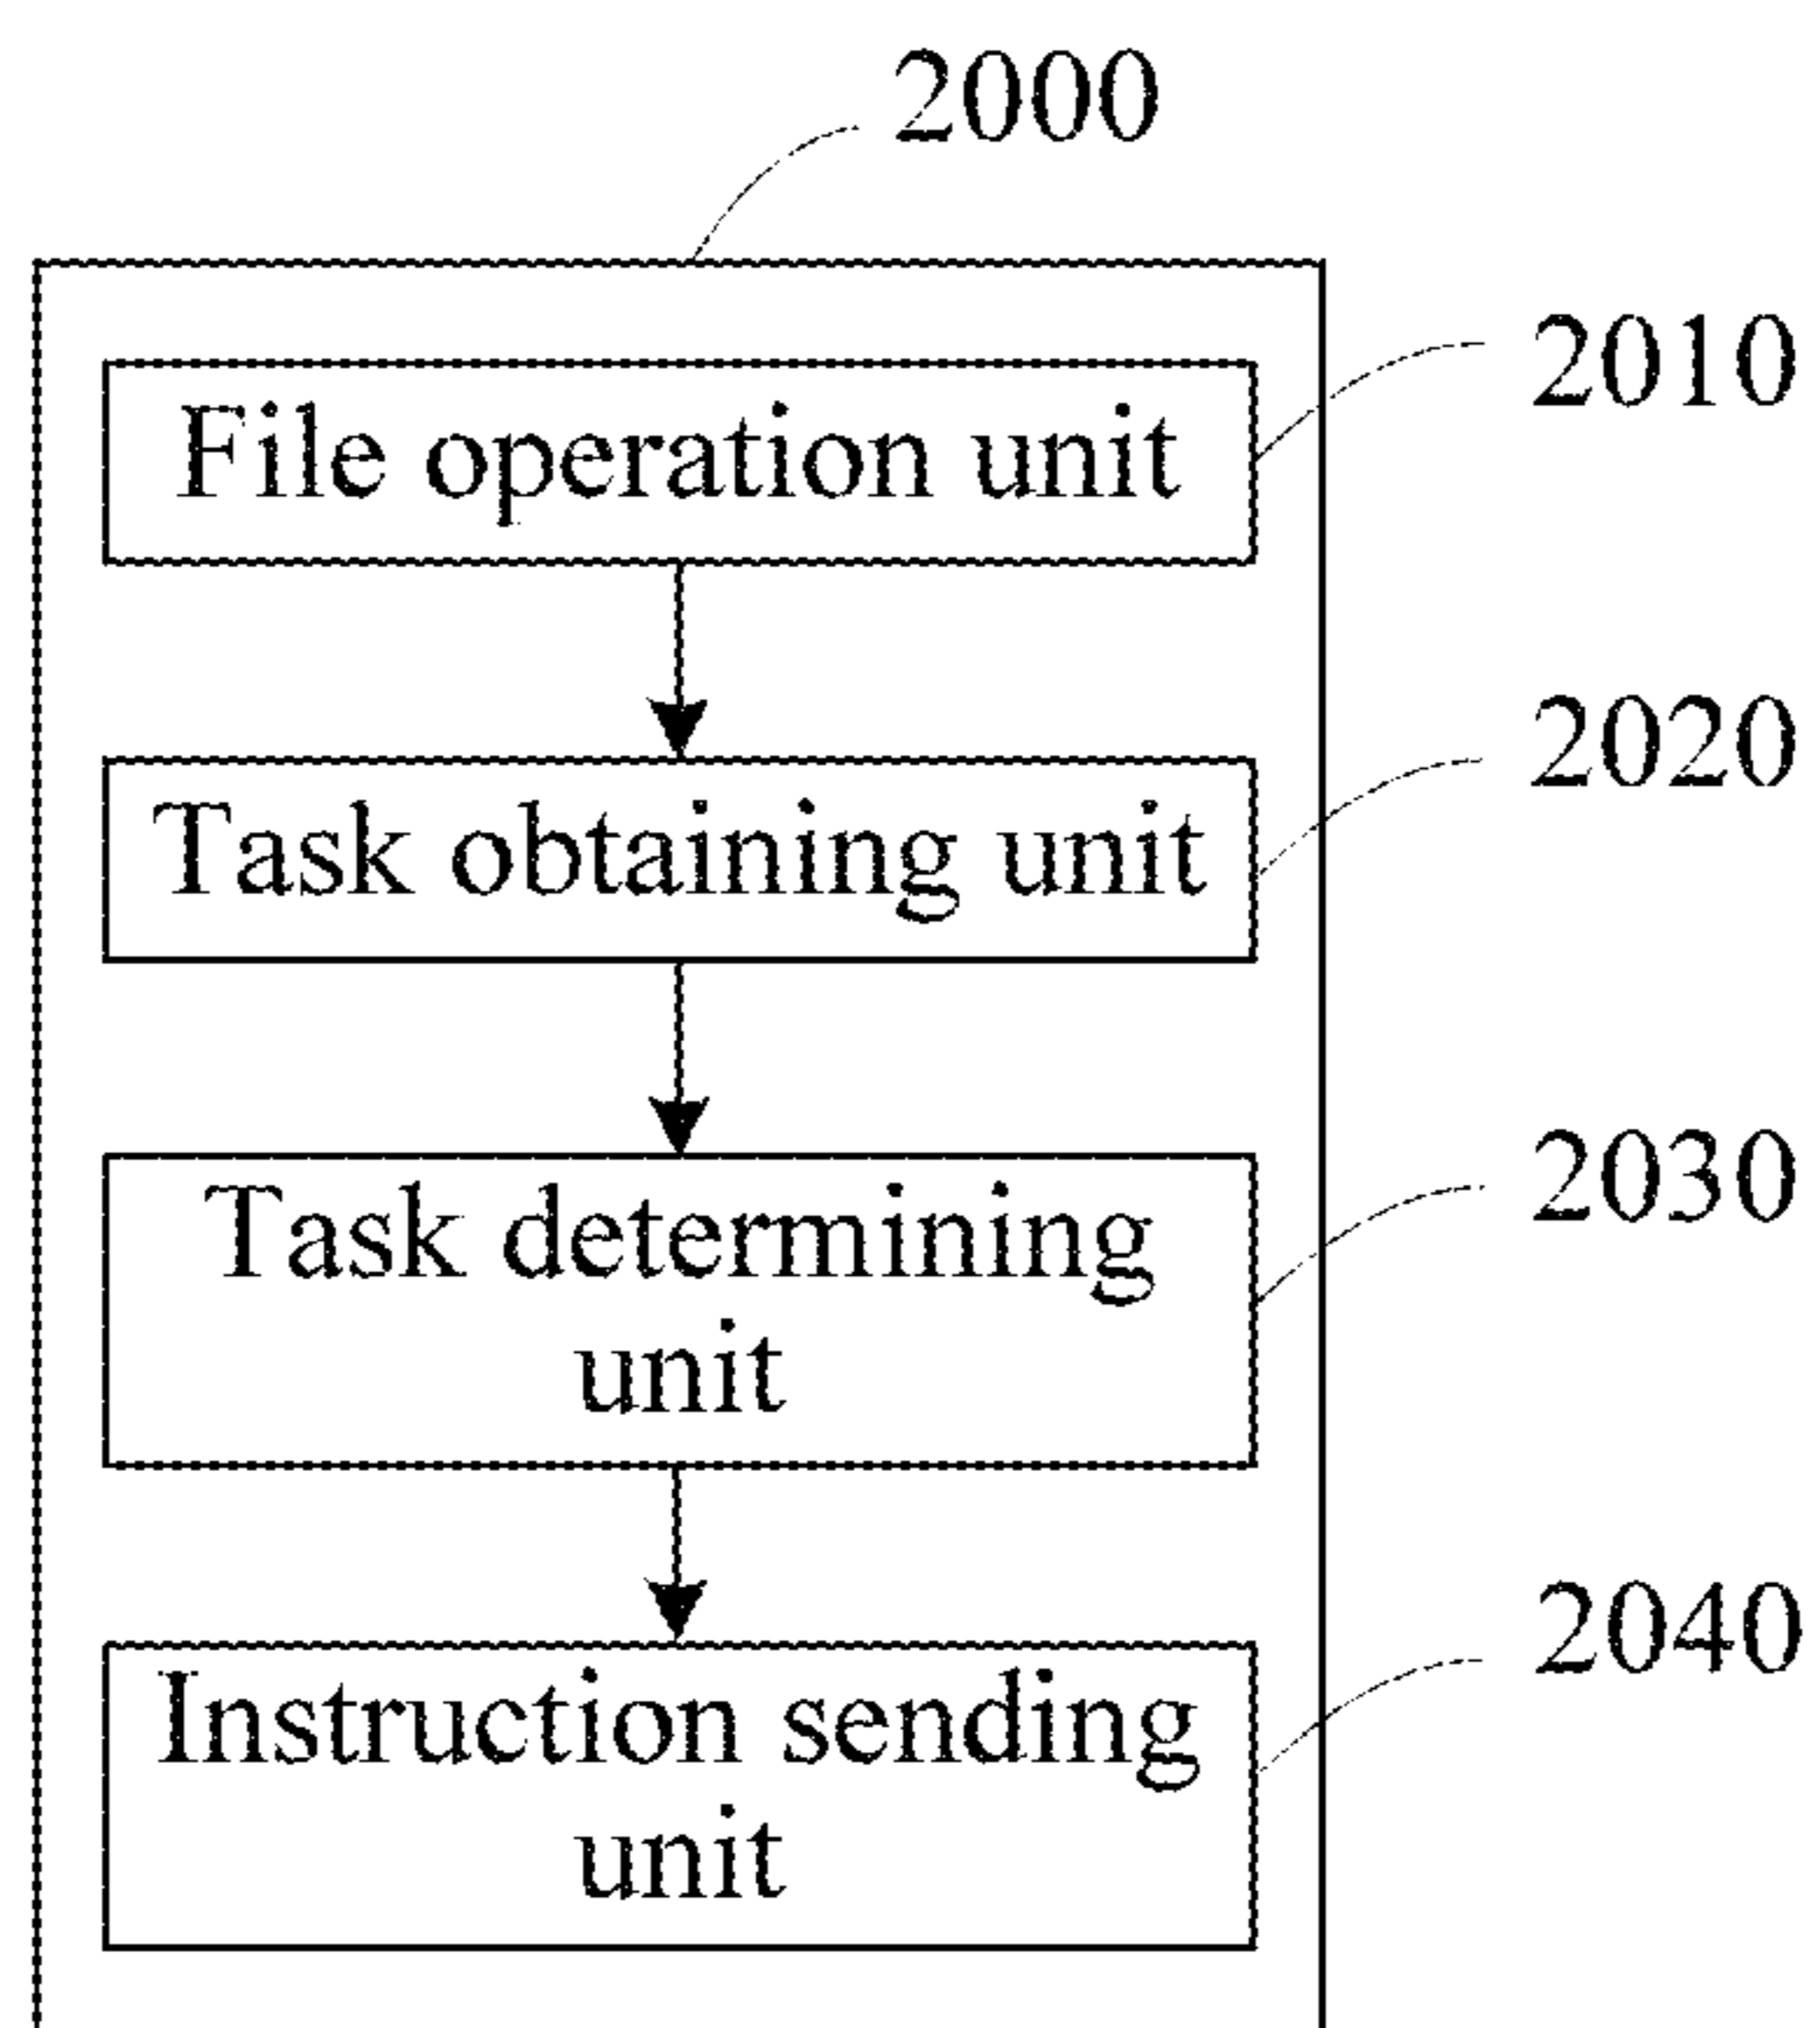 2000
2010
File operation unit
2020
Task obtaining unit
2030
Task determining
unit
2040
Instruction sending
unit